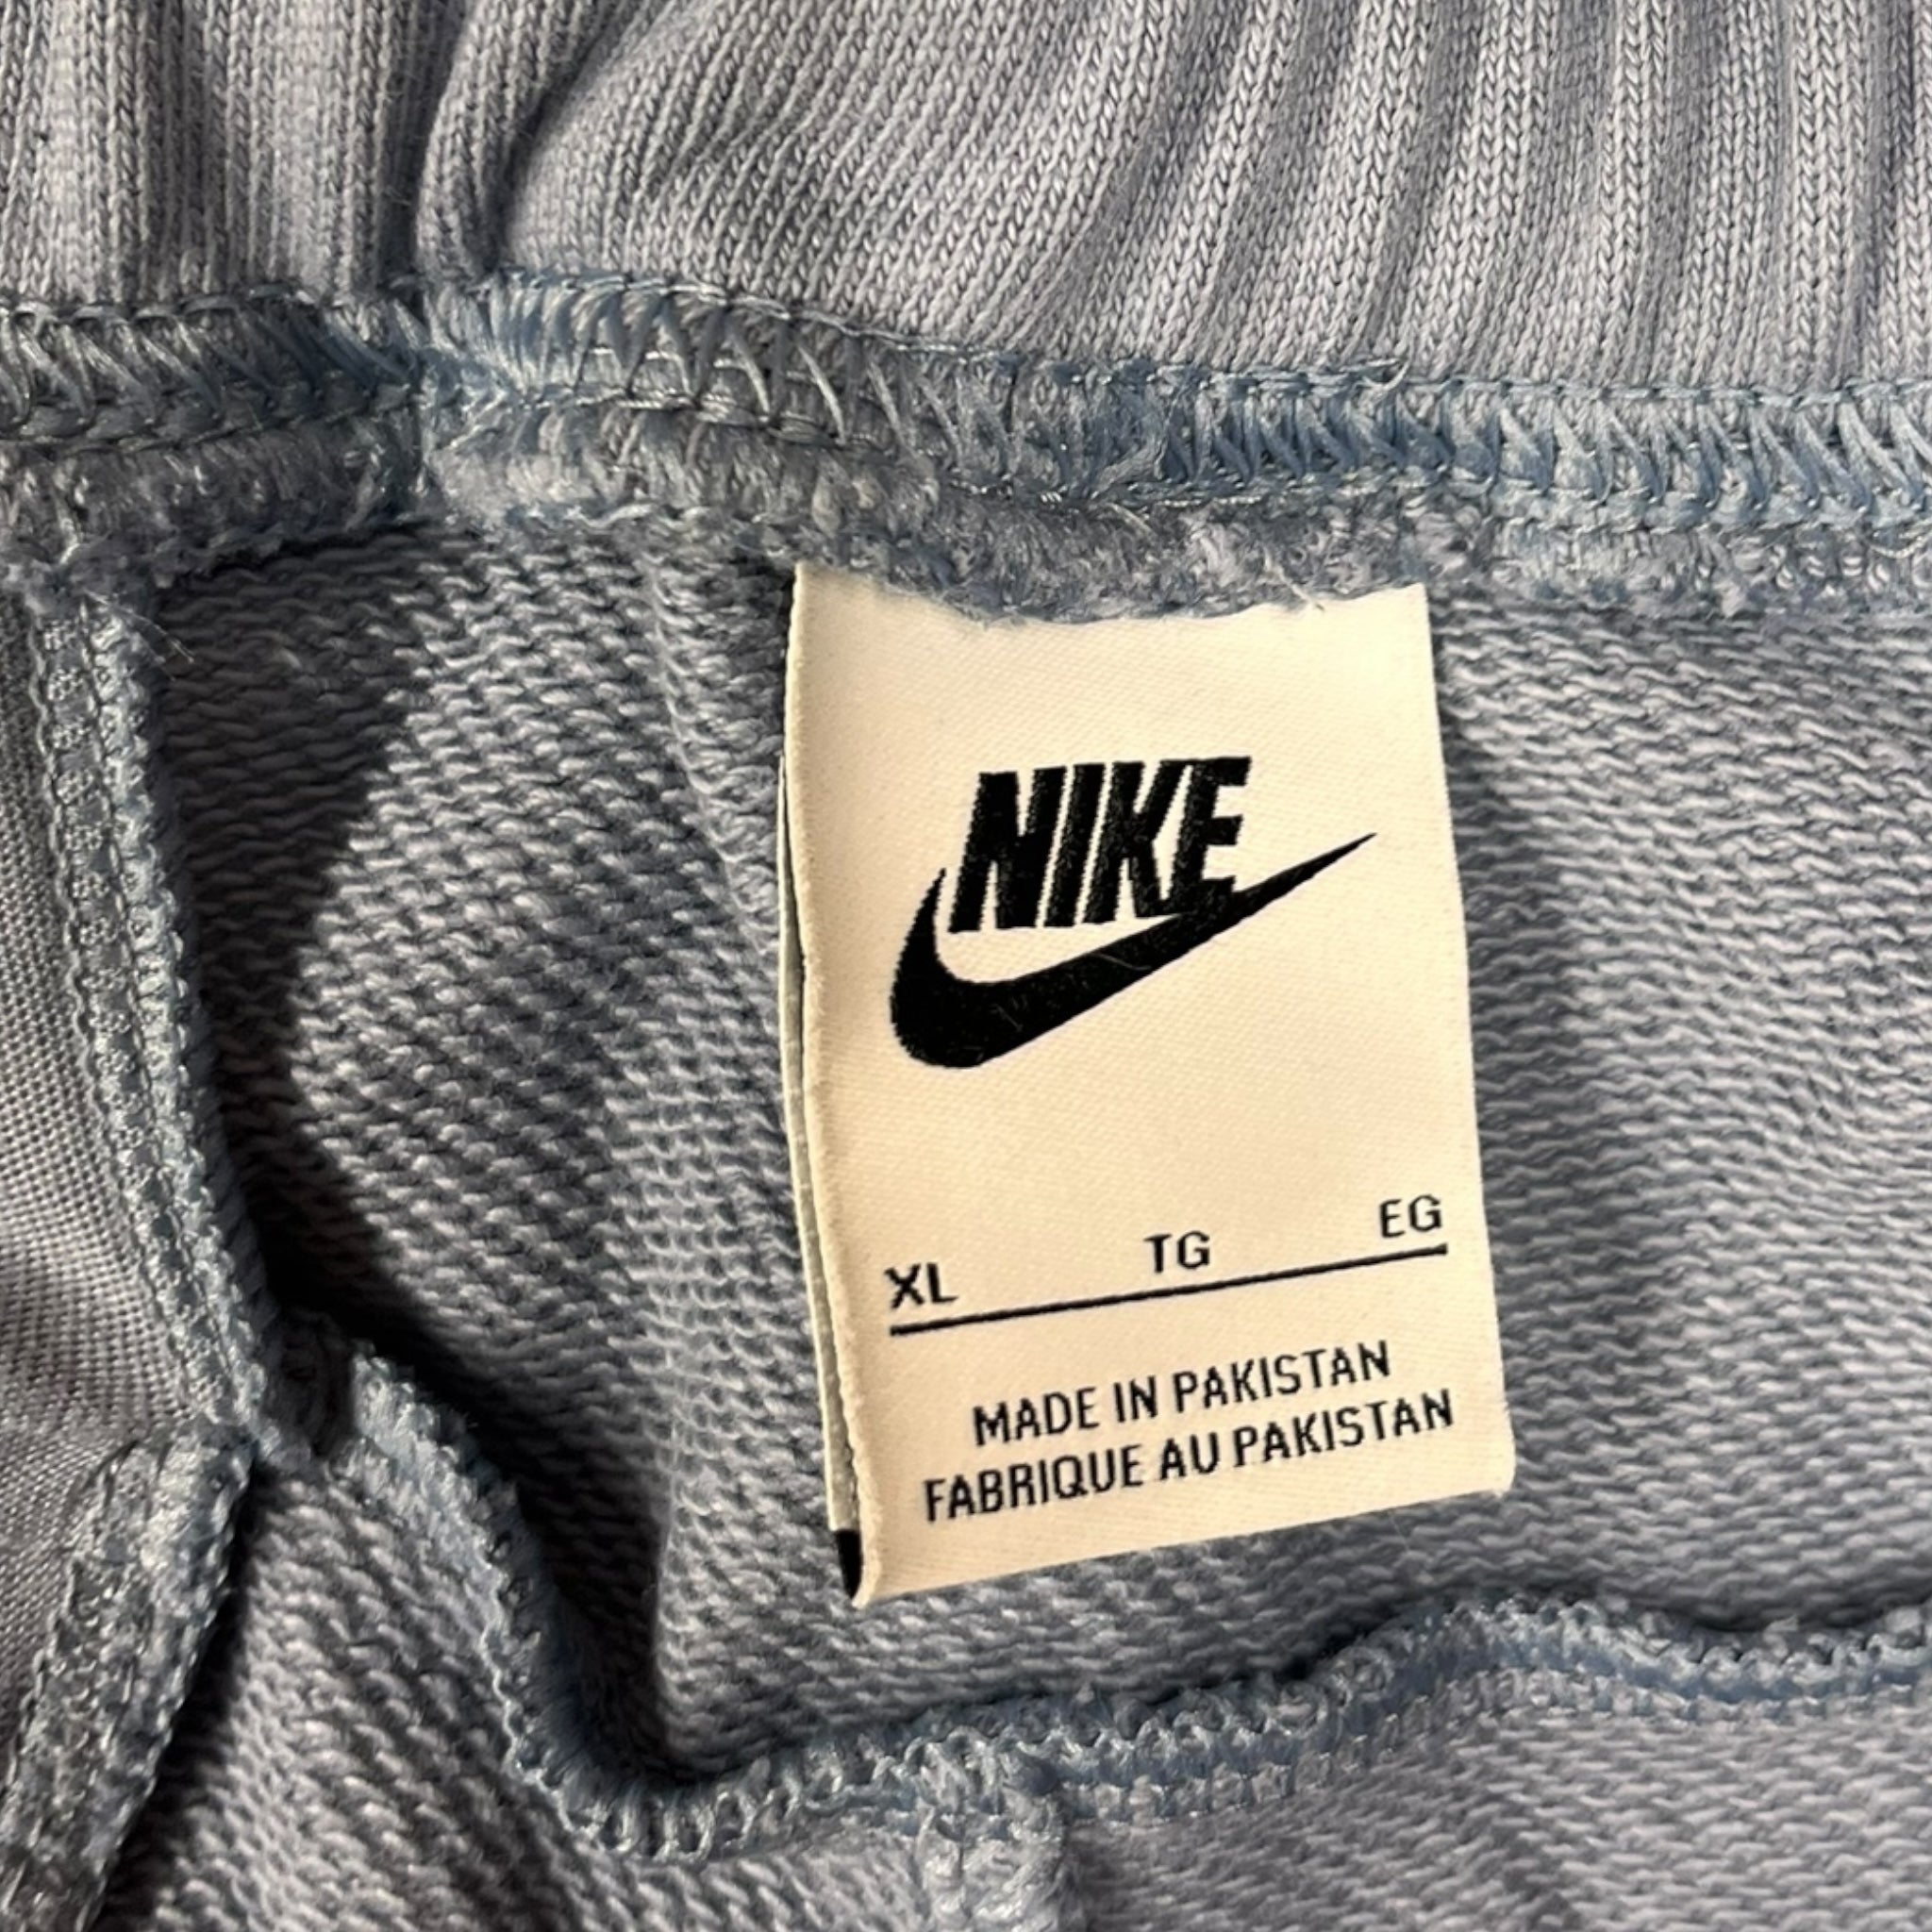 NIKE
XL TG EG
MADE IN PAKISTAN
FABRIQUE AU PAKISTAN